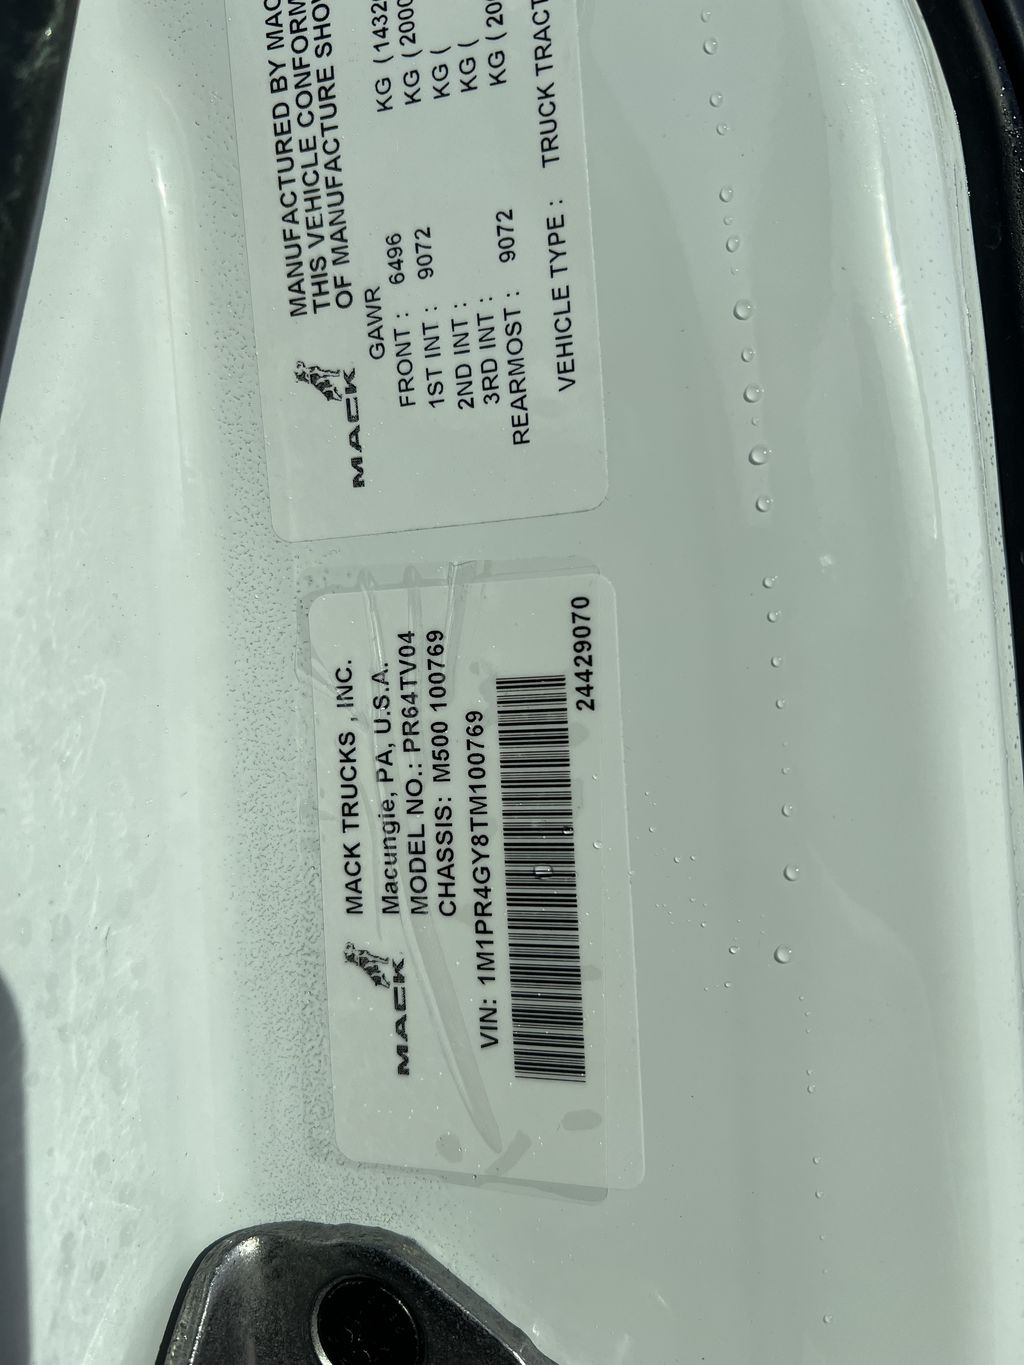 MACK
MACK TRUCKS , INC.
Macungie, PA, U.S.A.
MODEL NO.: PR64TV04
CHASSIS: M500 100769
VIN: 1M1PR4GY8TM100769
24429070
MACK
MANUFACTURED BY MAC
THIS VEHICLE CONFORM
OF MANUFACTURE SHOW
GAWR
FRONT : 6496 KG (1432
1ST INT : 9072 KG ( 2000
2ND INT : KG (
3RD INT : KG (
REARMOST : 9072 KG ( 200
VEHICLE TYPE : TRUCK TRACT